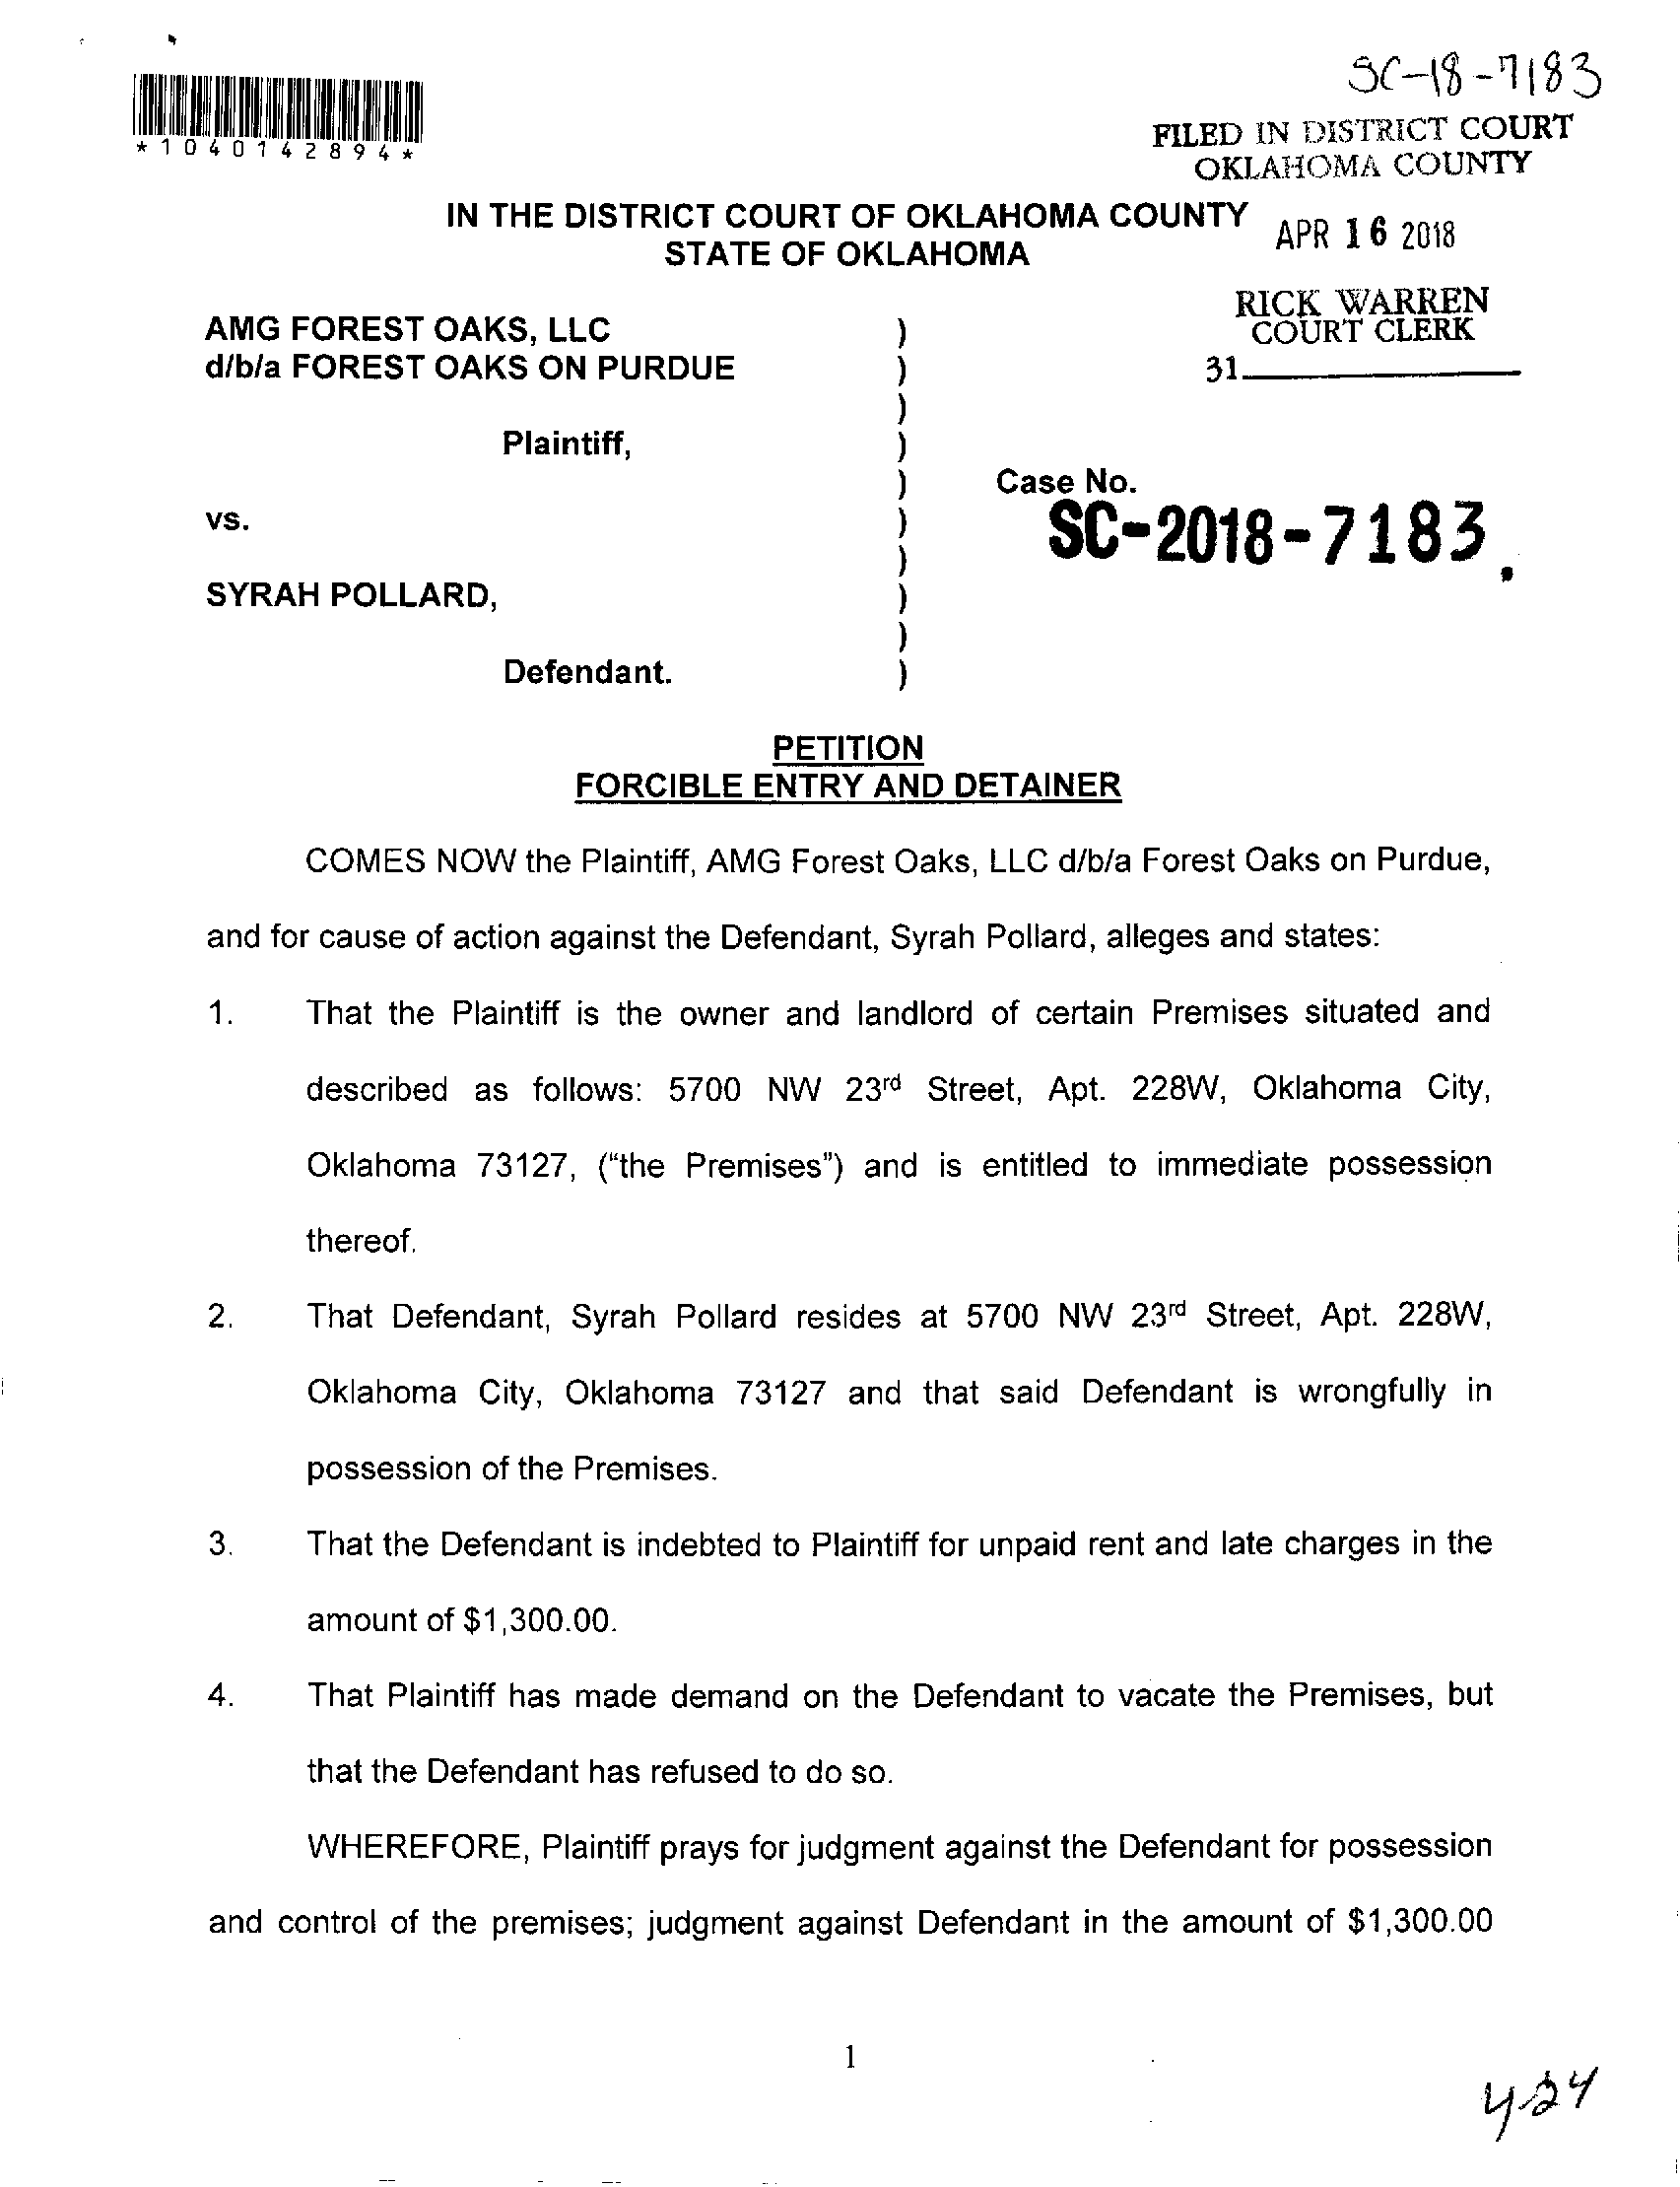 SC-18-7183
*1040142894*
FILED IN DISTRICT COURT
OKLAHOMA COUNTY
IN THE DISTRICT COURT OF OKLAHOMA COUNTY
STATE OF OKLAHOMA
APR 16 2018
RICK WARREN
COURT CLERK
31
AMG FOREST OAKS, LLC )
d/b/a FOREST OAKS ON PURDUE )
)
Plaintiff, )
) Case No.
vs. ) SC-2018-7183
)
SYRAH POLLARD, )
)
Defendant. )
PETITION
FORCIBLE ENTRY AND DETAINER
COMES NOW the Plaintiff, AMG Forest Oaks, LLC d/b/a Forest Oaks on Purdue,
and for cause of action against the Defendant, Syrah Pollard, alleges and states:
1. That the Plaintiff is the owner and landlord of certain Premises situated and
described as follows: 5700 NW 23rd Street, Apt. 228W, Oklahoma City,
Oklahoma 73127, ("the Premises") and is entitled to immediate possession
thereof.
2. That Defendant, Syrah Pollard resides at 5700 NW 23rd Street, Apt. 228W,
Oklahoma City, Oklahoma 73127 and that said Defendant is wrongfully in
possession of the Premises.
3. That the Defendant is indebted to Plaintiff for unpaid rent and late charges in the
amount of $1,300.00.
4. That Plaintiff has made demand on the Defendant to vacate the Premises, but
that the Defendant has refused to do so.
WHEREFORE, Plaintiff prays for judgment against the Defendant for possession
and control of the premises; judgment against Defendant in the amount of $1,300.00
1
4-24